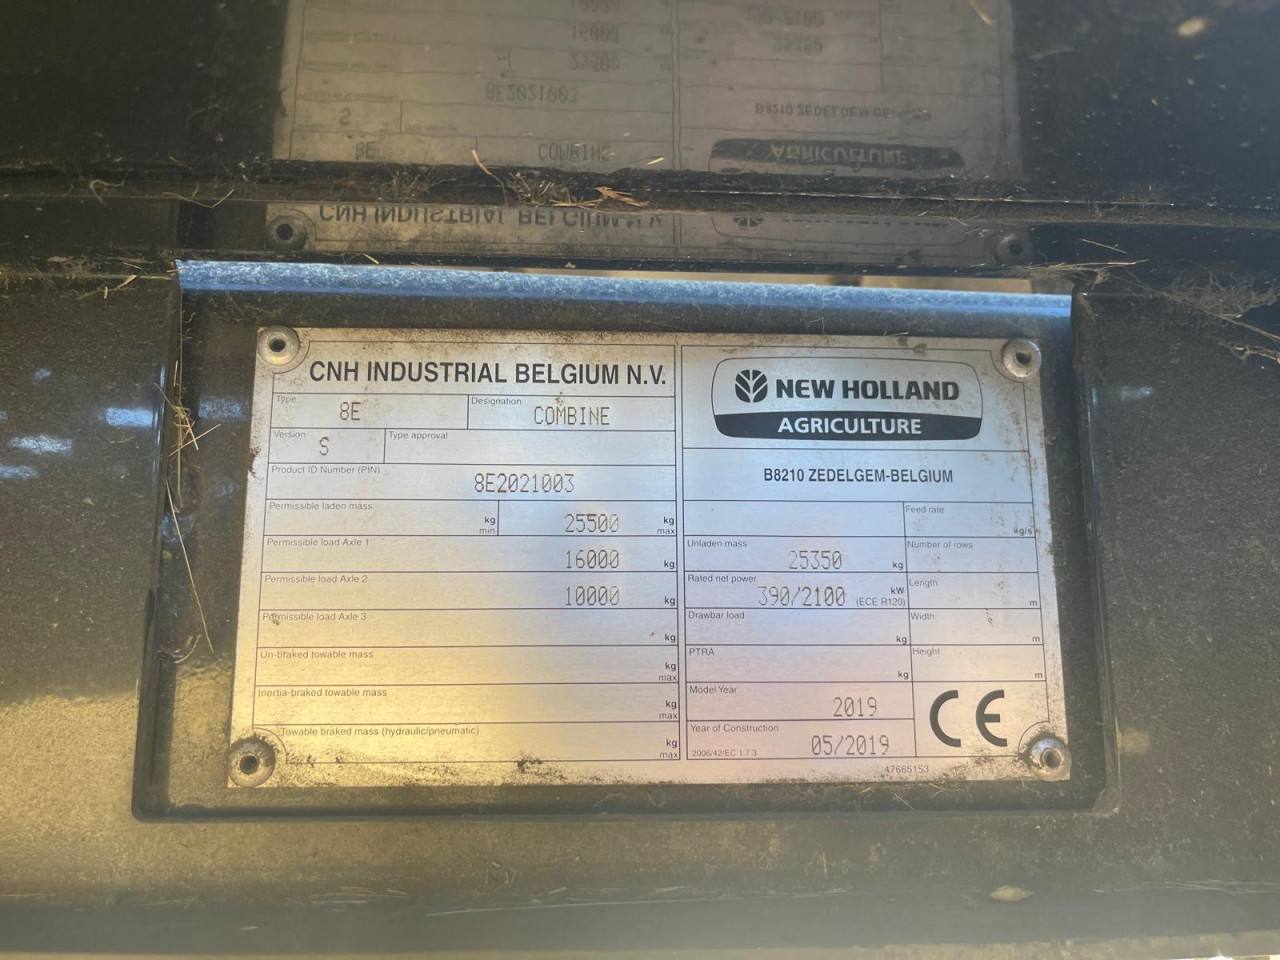 CNH INDUSTRIAL BELGIUM N.V.
Type 8E
Designation COMBINE
Version S
Type approval
Product ID Number (PIN) 8E2021003
Permissible laden mass kg min 25500 kg max
Permissible load Axle 1 16000 kg
Permissible load Axle 2 10000 kg
Permissible load Axle 3 kg
Un-braked towable mass kg max
Inertia-braked towable mass kg max
Towable braked mass (hydraulic/pneumatic) kg max
NEW HOLLAND
AGRICULTURE
B8210 ZEDELGEM-BELGIUM
Feed rate kg/s
Unladen mass 25350 kg
Number of rows
Rated net power 390/2100 kW (ECE R120)
Length m
Drawbar load kg
Width m
PTRA kg
Height m
Model Year 2019
Year of Construction 05/2019
2006/42/EC 1.7.3
CE
47665153